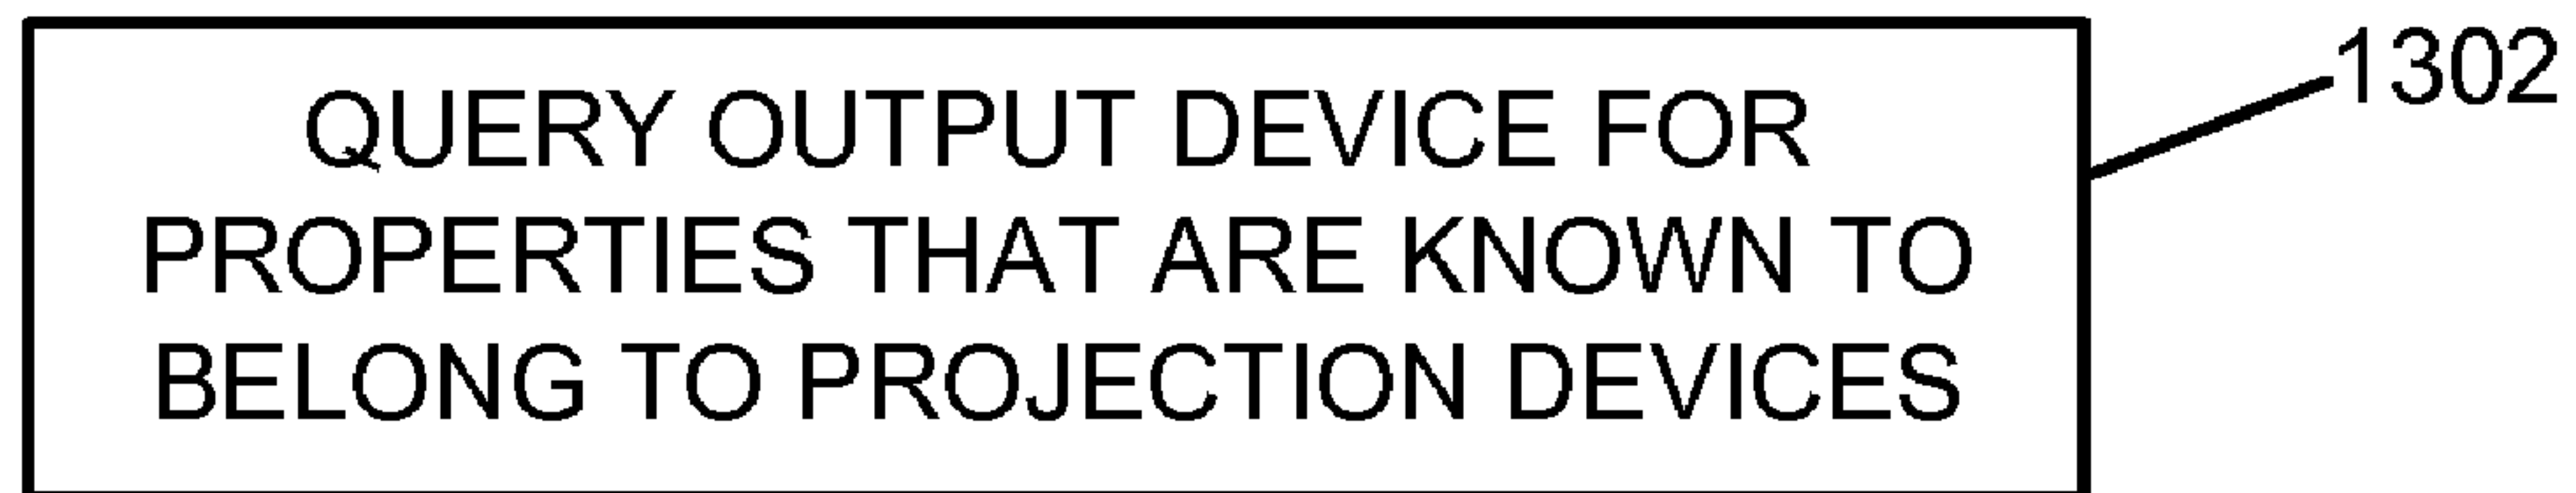 QUERY OUTPUT DEVICE FOR
PROPERTIES THAT ARE KNOWN TO
BELONG TO PROJECTION DEVICES
1302